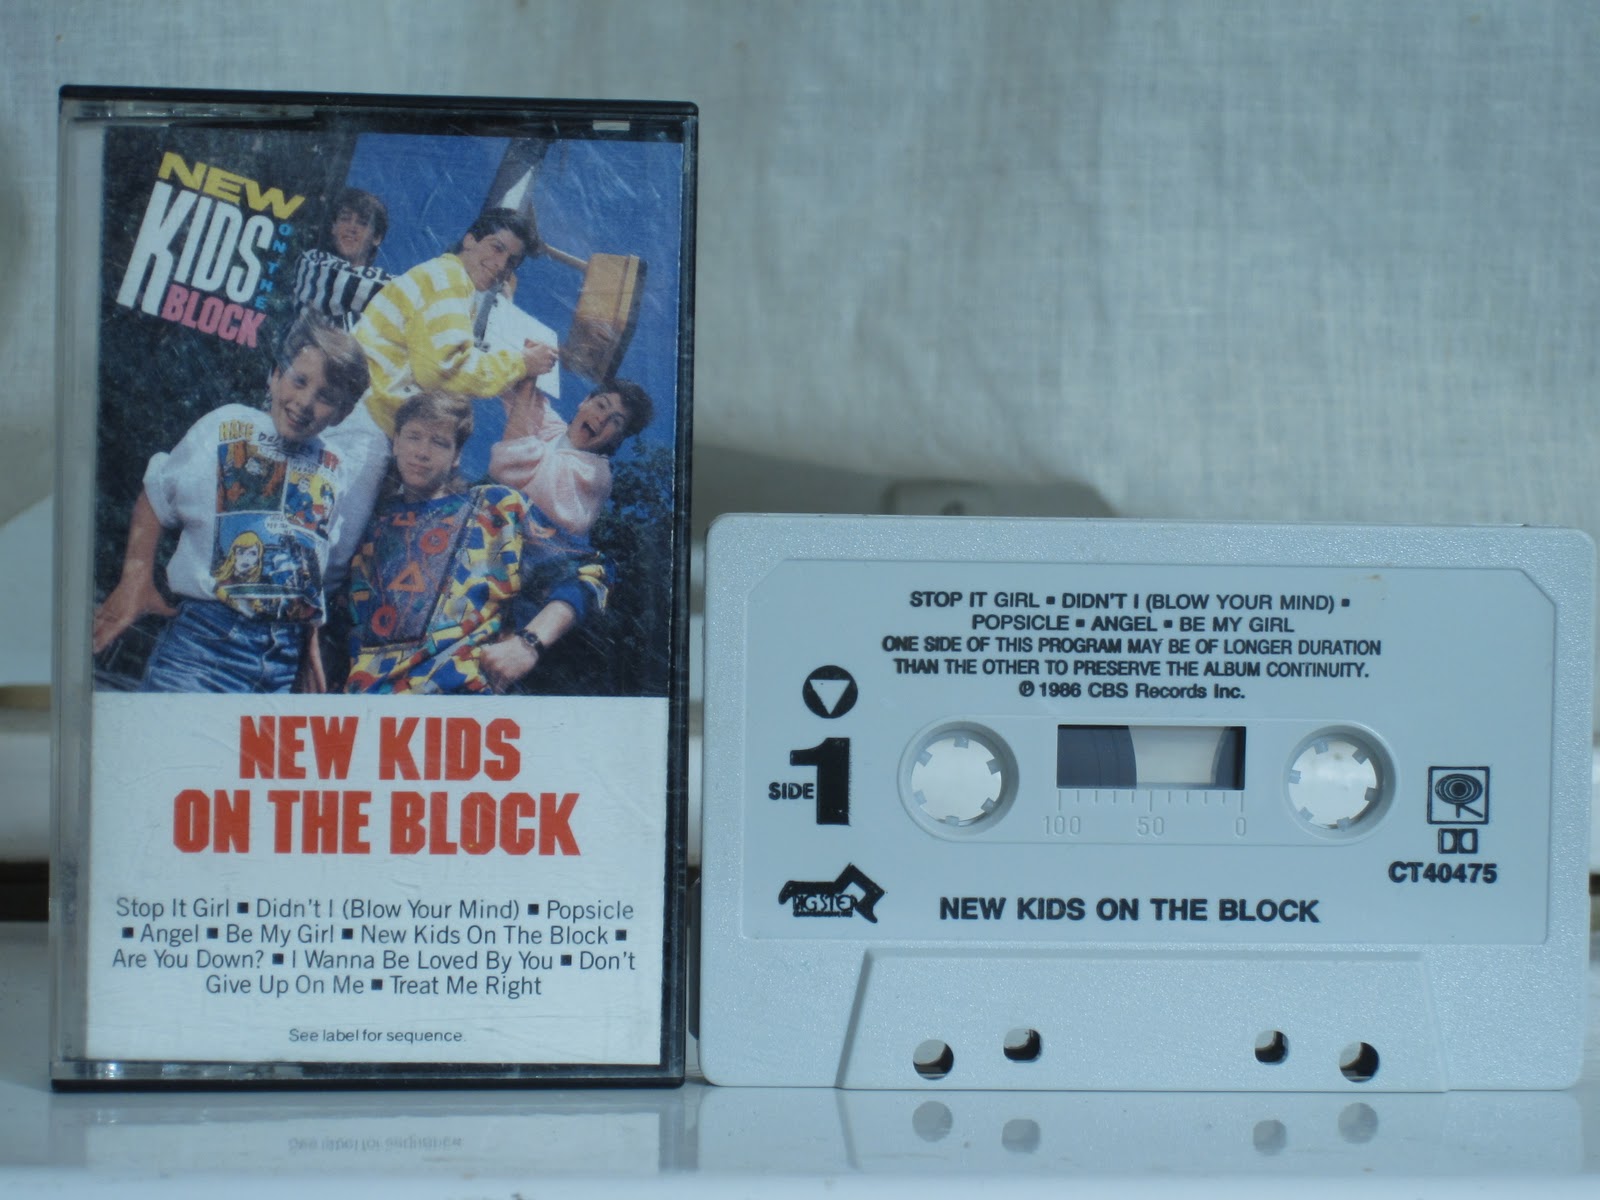 NEW
KIDS
ON THE
BLOCK
NEW KIDS
ON THE BLOCK
Stop It Girl ▪ Didn't I (Blow Your Mind) ▪ Popsicle
▪ Angel ▪ Be My Girl ▪ New Kids On The Block ▪
Are You Down? ▪ I Wanna Be Loved By You ▪ Don't
Give Up On Me ▪ Treat Me Right
See label for sequence.
STOP IT GIRL ▪ DIDN'T I (BLOW YOUR MIND) ▪
POPSICLE ▪ ANGEL ▪ BE MY GIRL
ONE SIDE OF THIS PROGRAM MAY BE OF LONGER DURATION
THAN THE OTHER TO PRESERVE THE ALBUM CONTINUITY.
℗ 1986 CBS Records Inc.
SIDE 1
100 50 0
CT40475
NEW KIDS ON THE BLOCK